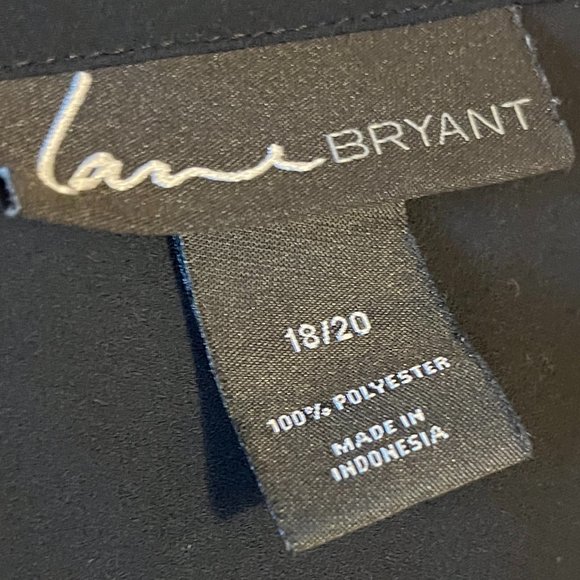 Lane BRYANT
18/20
100% POLYESTER
MADE IN
INDONESIA